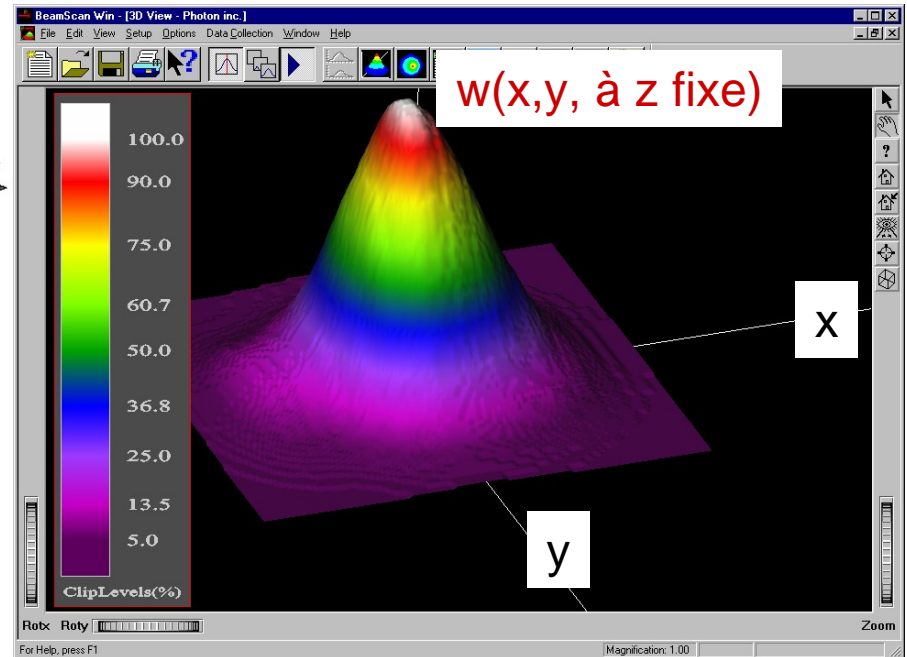 BeamScan Win - [3D View - Photon inc.]
File Edit View Setup Options Data Collection Window Help
w(x,y, à z fixe)
100.0
90.0
75.0
60.7
50.0
36.8
25.0
13.5
5.0
ClipLevels(%)
x
y
Rotx Roty Zoom
For Help, press F1 Magnification: 1.00